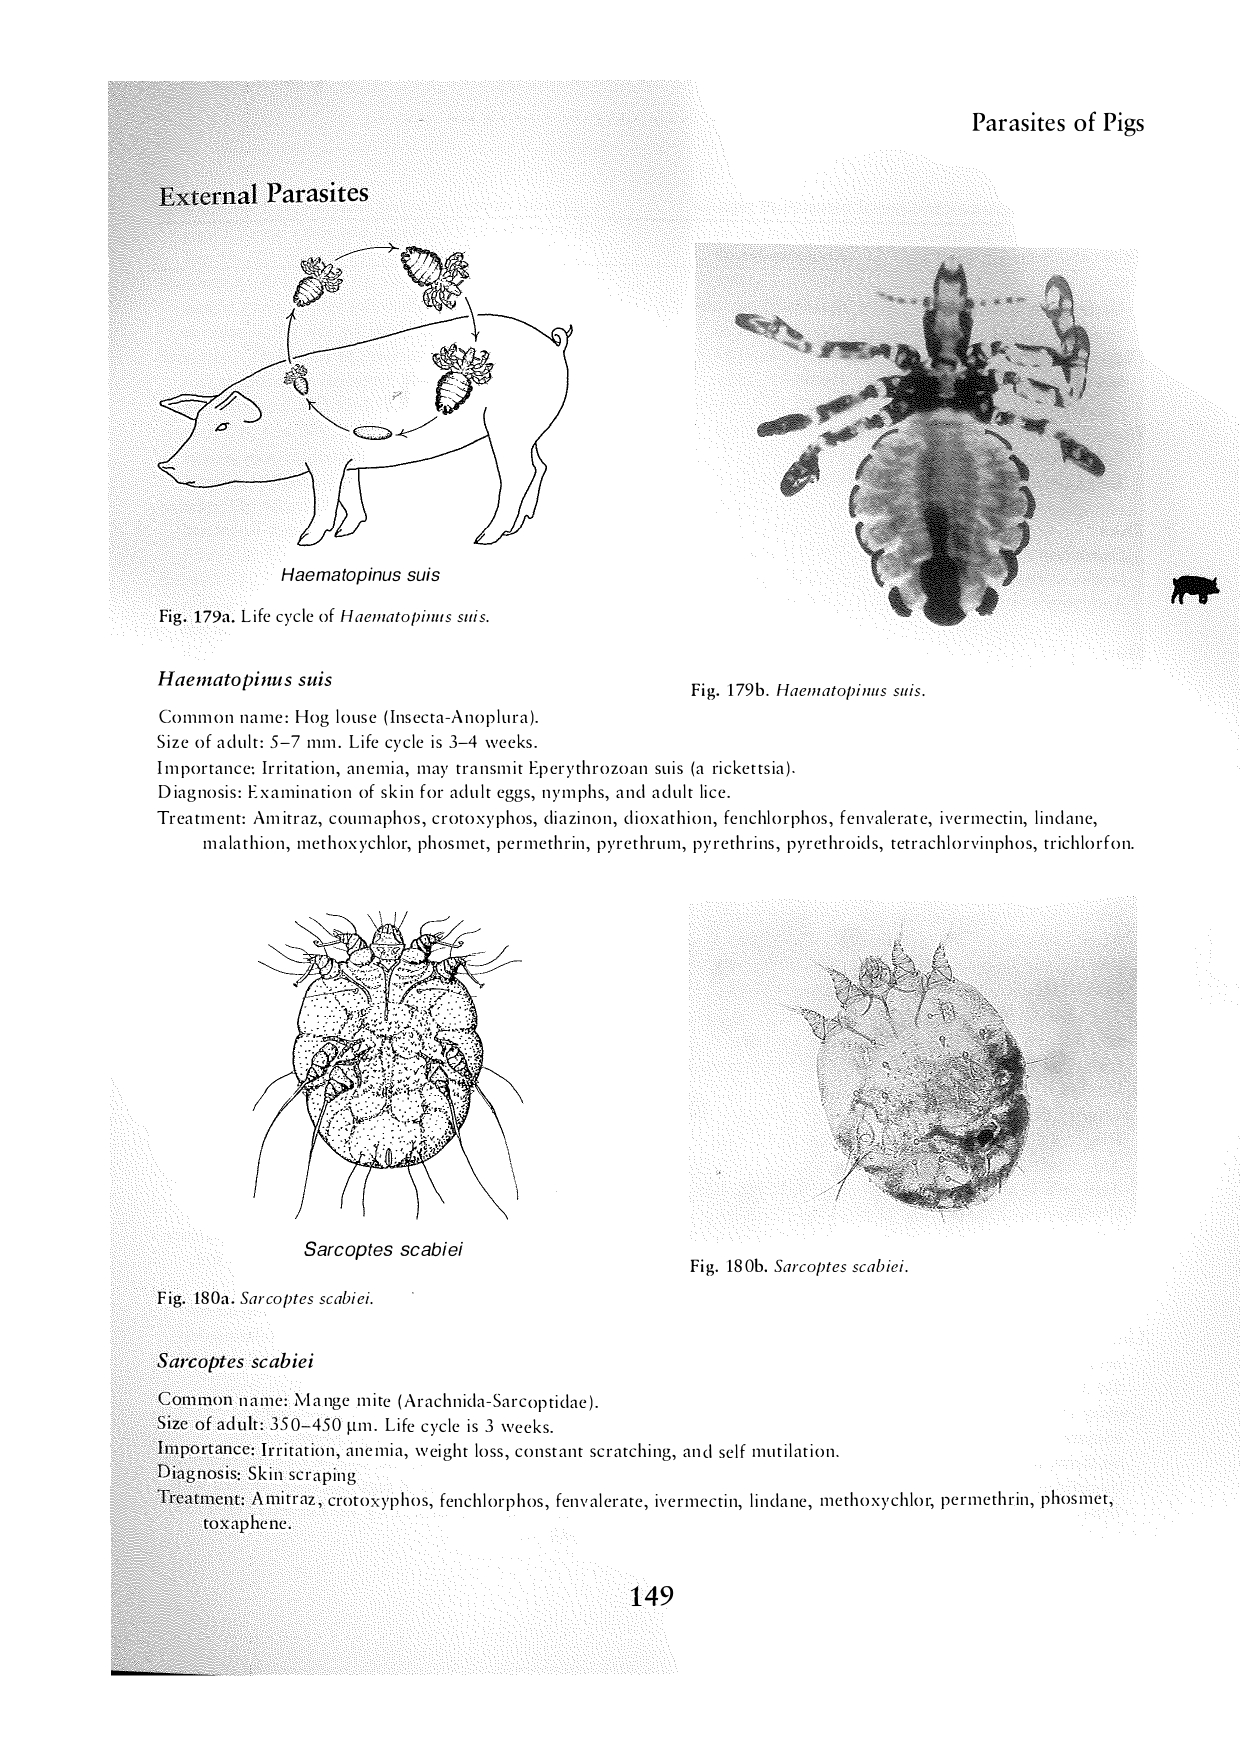 Parasites of Pigs
External Parasites
Haematopinus suis
Fig. 179a. Life cycle of Haematopinus suis.
Haematopinus suis
Fig. 179b. Haematopinus suis.
Common name: Hog louse (Insecta-Anoplura).
Size of adult: 5–7 mm. Life cycle is 3–4 weeks.
Importance: Irritation, anemia, may transmit Eperythrozoan suis (a rickettsia).
Diagnosis: Examination of skin for adult eggs, nymphs, and adult lice.
Treatment: Amitraz, coumaphos, crotoxyphos, diazinon, dioxathion, fenchlorphos, fenvalerate, ivermectin, lindane,
malathion, methoxychlor, phosmet, permethrin, pyrethrum, pyrethrins, pyrethroids, tetrachlorvinphos, trichlorfon.
Sarcoptes scabiei
Fig. 180b. Sarcoptes scabiei.
Fig. 180a. Sarcoptes scabiei.
Sarcoptes scabiei
Common name: Mange mite (Arachnida-Sarcoptidae).
Size of adult: 350–450 µm. Life cycle is 3 weeks.
Importance: Irritation, anemia, weight loss, constant scratching, and self mutilation.
Diagnosis: Skin scraping
Treatment: Amitraz, crotoxyphos, fenchlorphos, fenvalerate, ivermectin, lindane, methoxychlor, permethrin, phosmet,
toxaphene.
149